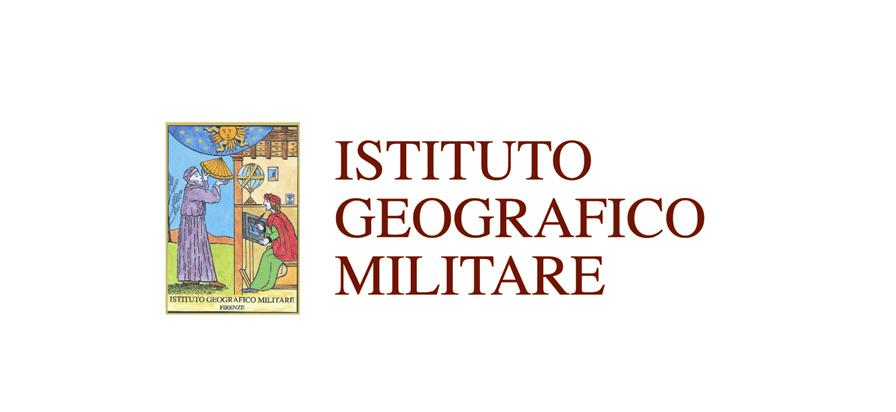 ISTITUTO GEOGRAFICO MILITARE
FIRENZE
ISTITUTO
GEOGRAFICO
MILITARE